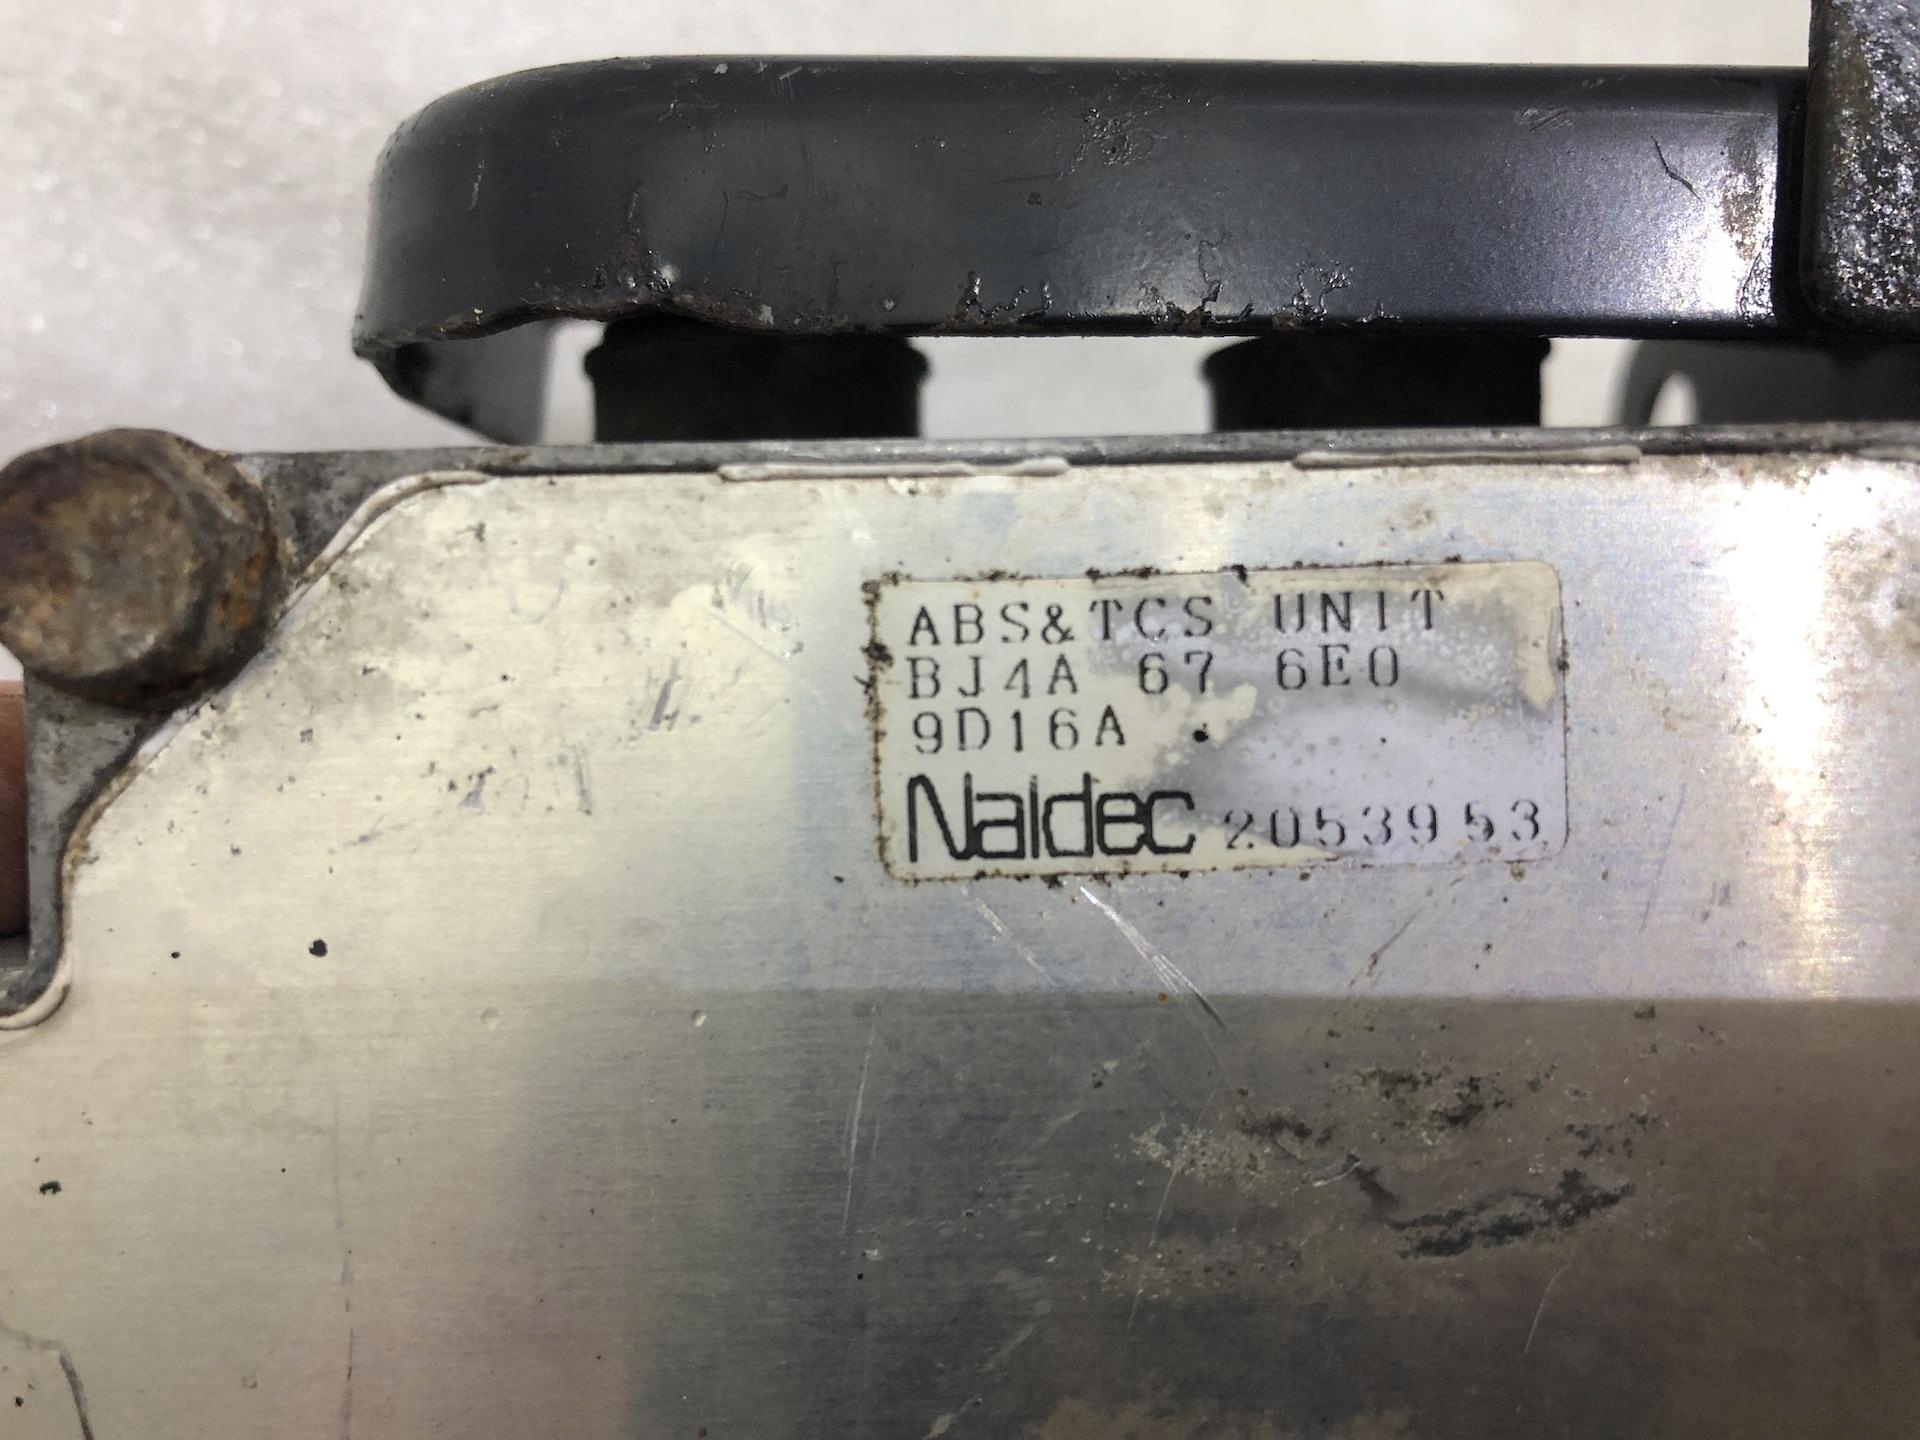 ABS&TCS UNIT
BJ4A 67 6E0
9D16A
Naldec 2053953